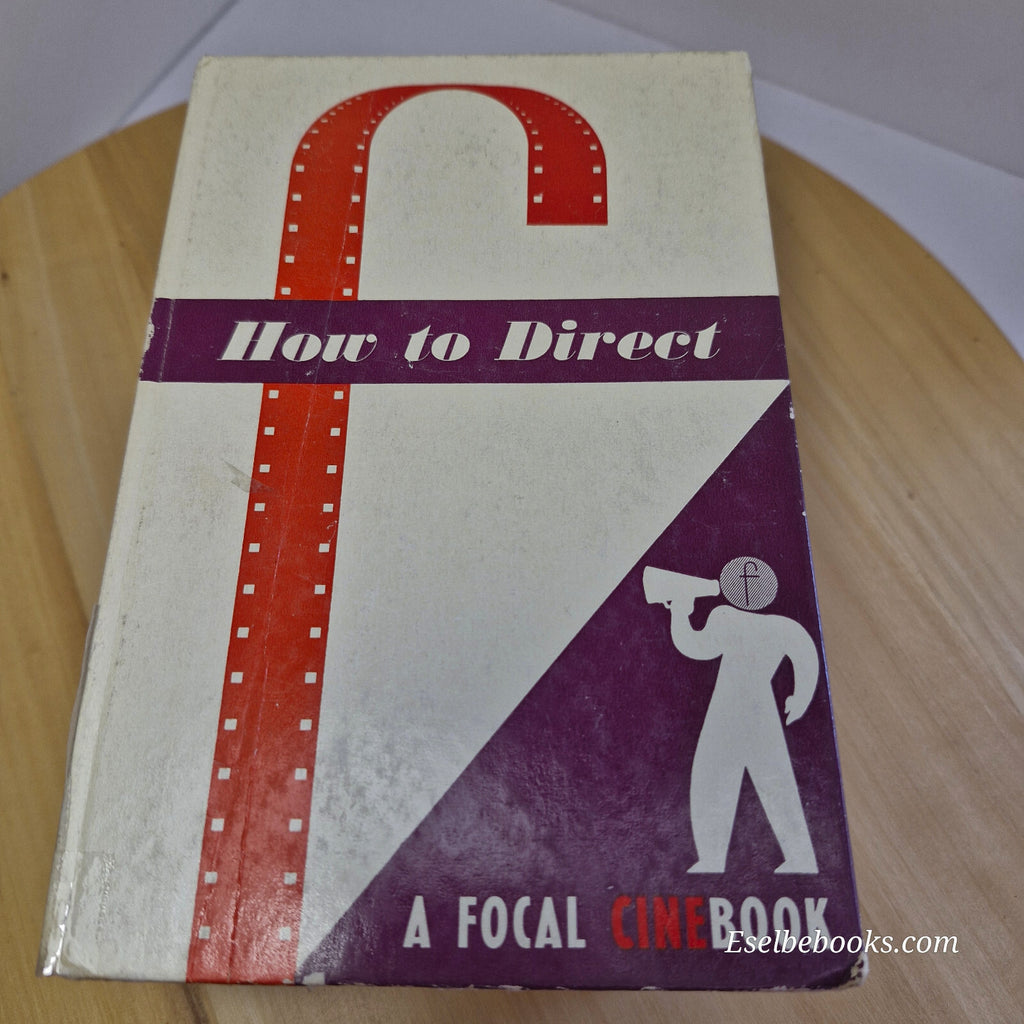 How to Direct
f
A FOCAL CINEBOOK
Eselbebooks.com